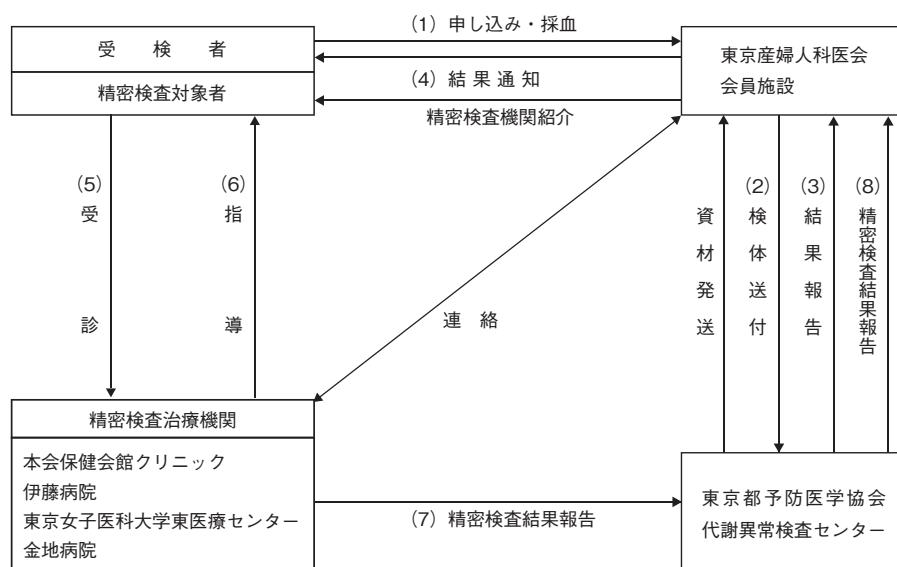 (1) 申し込み・採血
受検者
東京産婦人科医会
会員施設
(4) 結果通知
精密検査対象者
精密検査機関紹介
(5)
受診
(6)
指導
連絡
資材発送
(2)
検体送付
(3)
結果報告
(8)
精密検査結果報告
精密検査治療機関
本会保健会館クリニック
伊藤病院
東京女子医科大学東医療センター
金地病院
(7) 精密検査結果報告
東京都予防医学協会
代謝異常検査センター